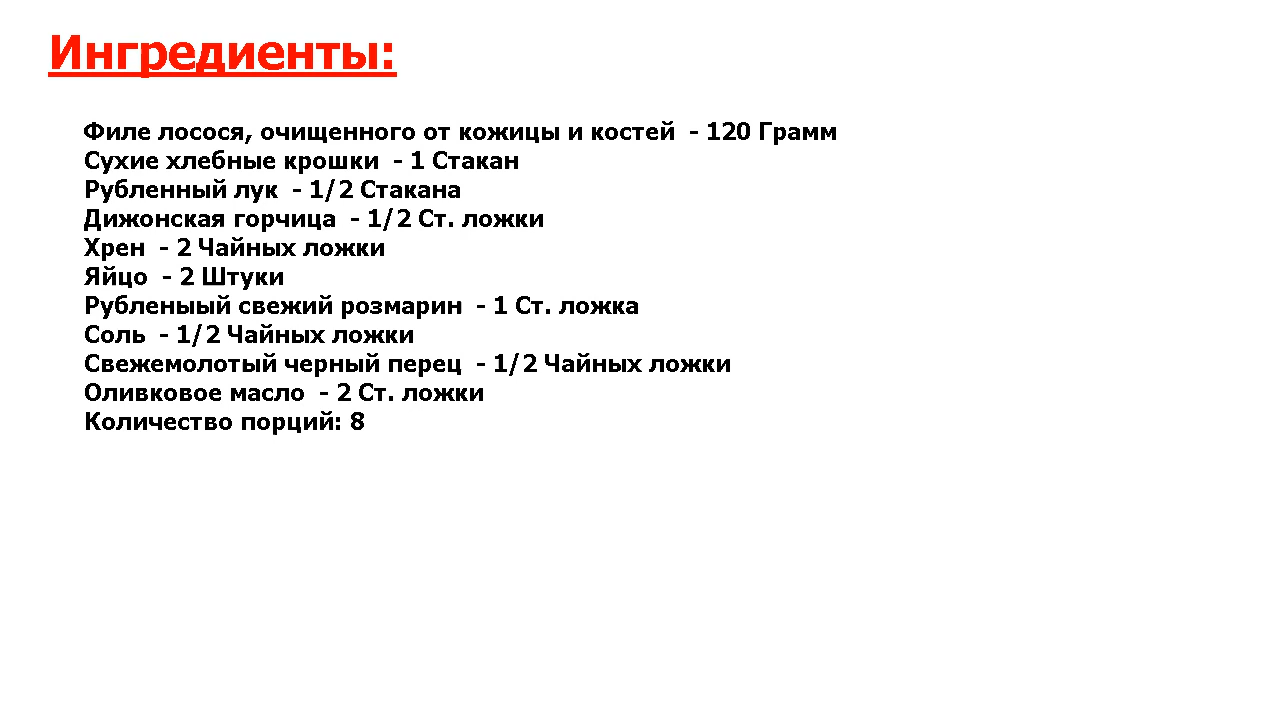 Ингредиенты:
Филе лосося, очищенного от кожицы и костей - 120 Грамм
Сухие хлебные крошки - 1 Стакан
Рубленный лук - 1/2 Стакана
Дижонская горчица - 1/2 Ст. ложки
Хрен - 2 Чайных ложки
Яйцо - 2 Штуки
Рубленыый свежий розмарин - 1 Ст. ложка
Соль - 1/2 Чайных ложки
Свежемолотый черный перец - 1/2 Чайных ложки
Оливковое масло - 2 Ст. ложки
Количество порций: 8